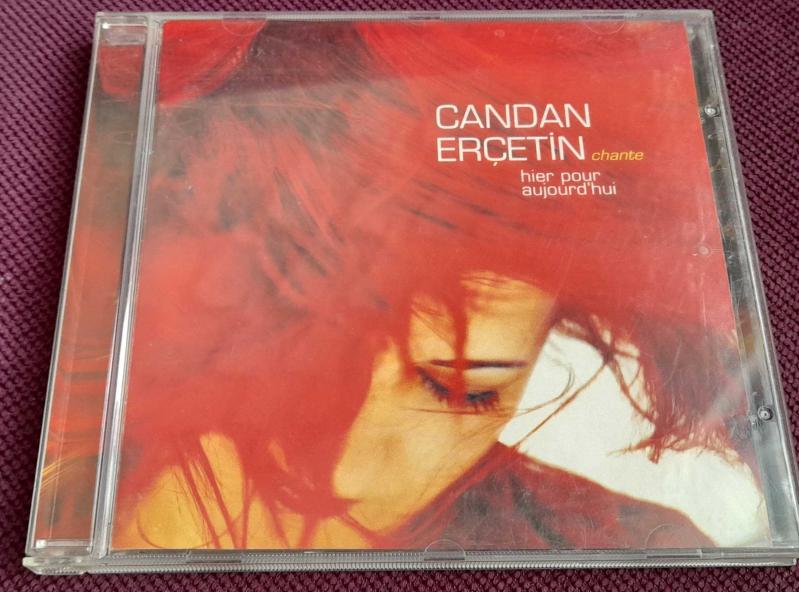 CANDAN
ERÇETİN chante
hier pour
aujourd'hui